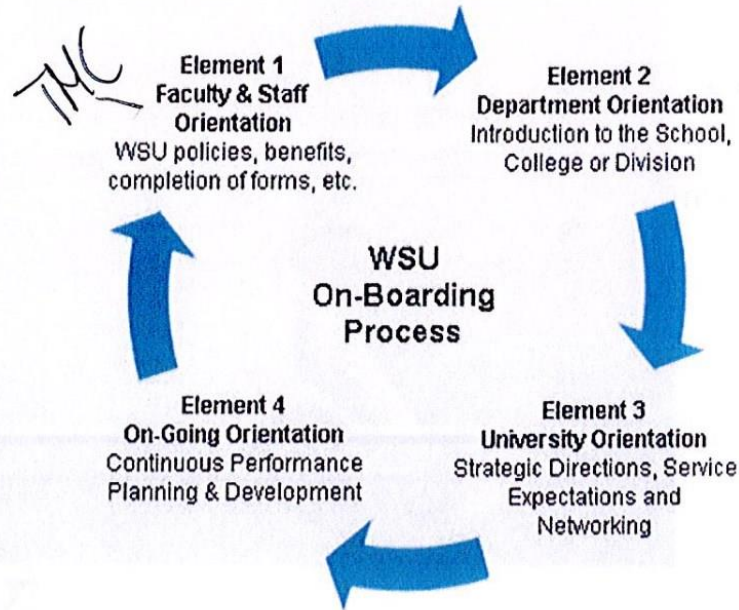 TMC
Element 1
Faculty & Staff
Orientation
WSU policies, benefits,
completion of forms, etc.
Element 2
Department Orientation
Introduction to the School,
College or Division
WSU
On-Boarding
Process
Element 3
University Orientation
Strategic Directions, Service
Expectations and
Networking
Element 4
On-Going Orientation
Continuous Performance
Planning & Development